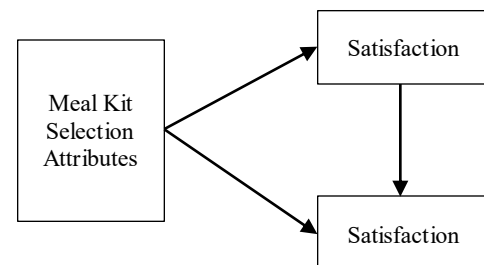 Meal Kit
Selection
Attributes
Satisfaction
Satisfaction